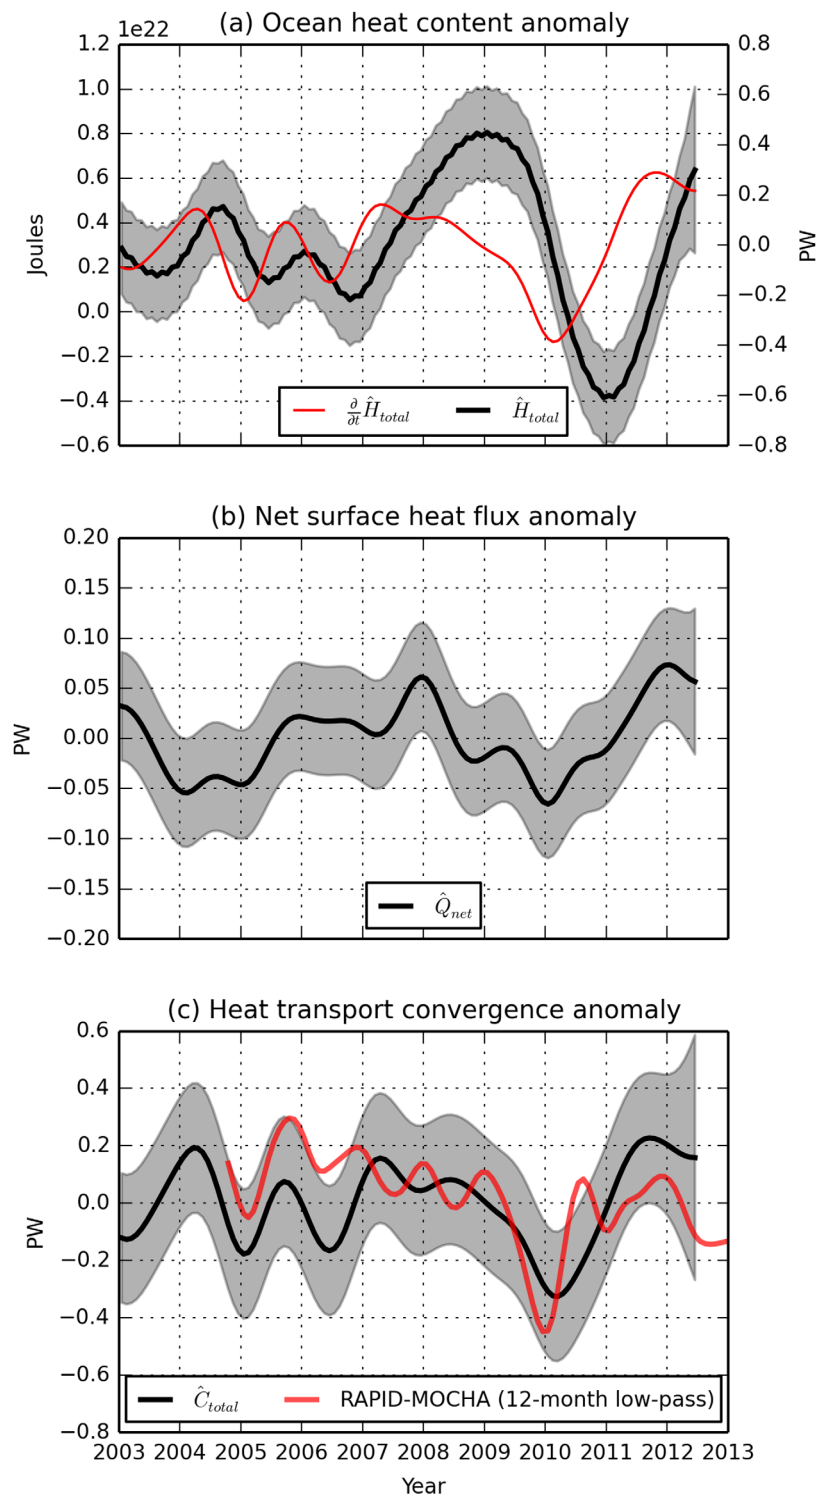 (a) Ocean heat content anomaly
1e22
1.2
1.0
0.8
0.6
0.4
0.2
0.0
−0.2
−0.4
−0.6
Joules
0.8
0.6
0.4
0.2
0.0
−0.2
−0.4
−0.6
−0.8
PW
∂/∂t Ĥtotal
Ĥtotal
(b) Net surface heat flux anomaly
0.20
0.15
0.10
0.05
0.00
−0.05
−0.10
−0.15
−0.20
PW
Q̂net
(c) Heat transport convergence anomaly
0.6
0.4
0.2
0.0
−0.2
−0.4
−0.6
−0.8
PW
Ĉtotal
RAPID-MOCHA (12-month low-pass)
2003 2004 2005 2006 2007 2008 2009 2010 2011 2012 2013
Year